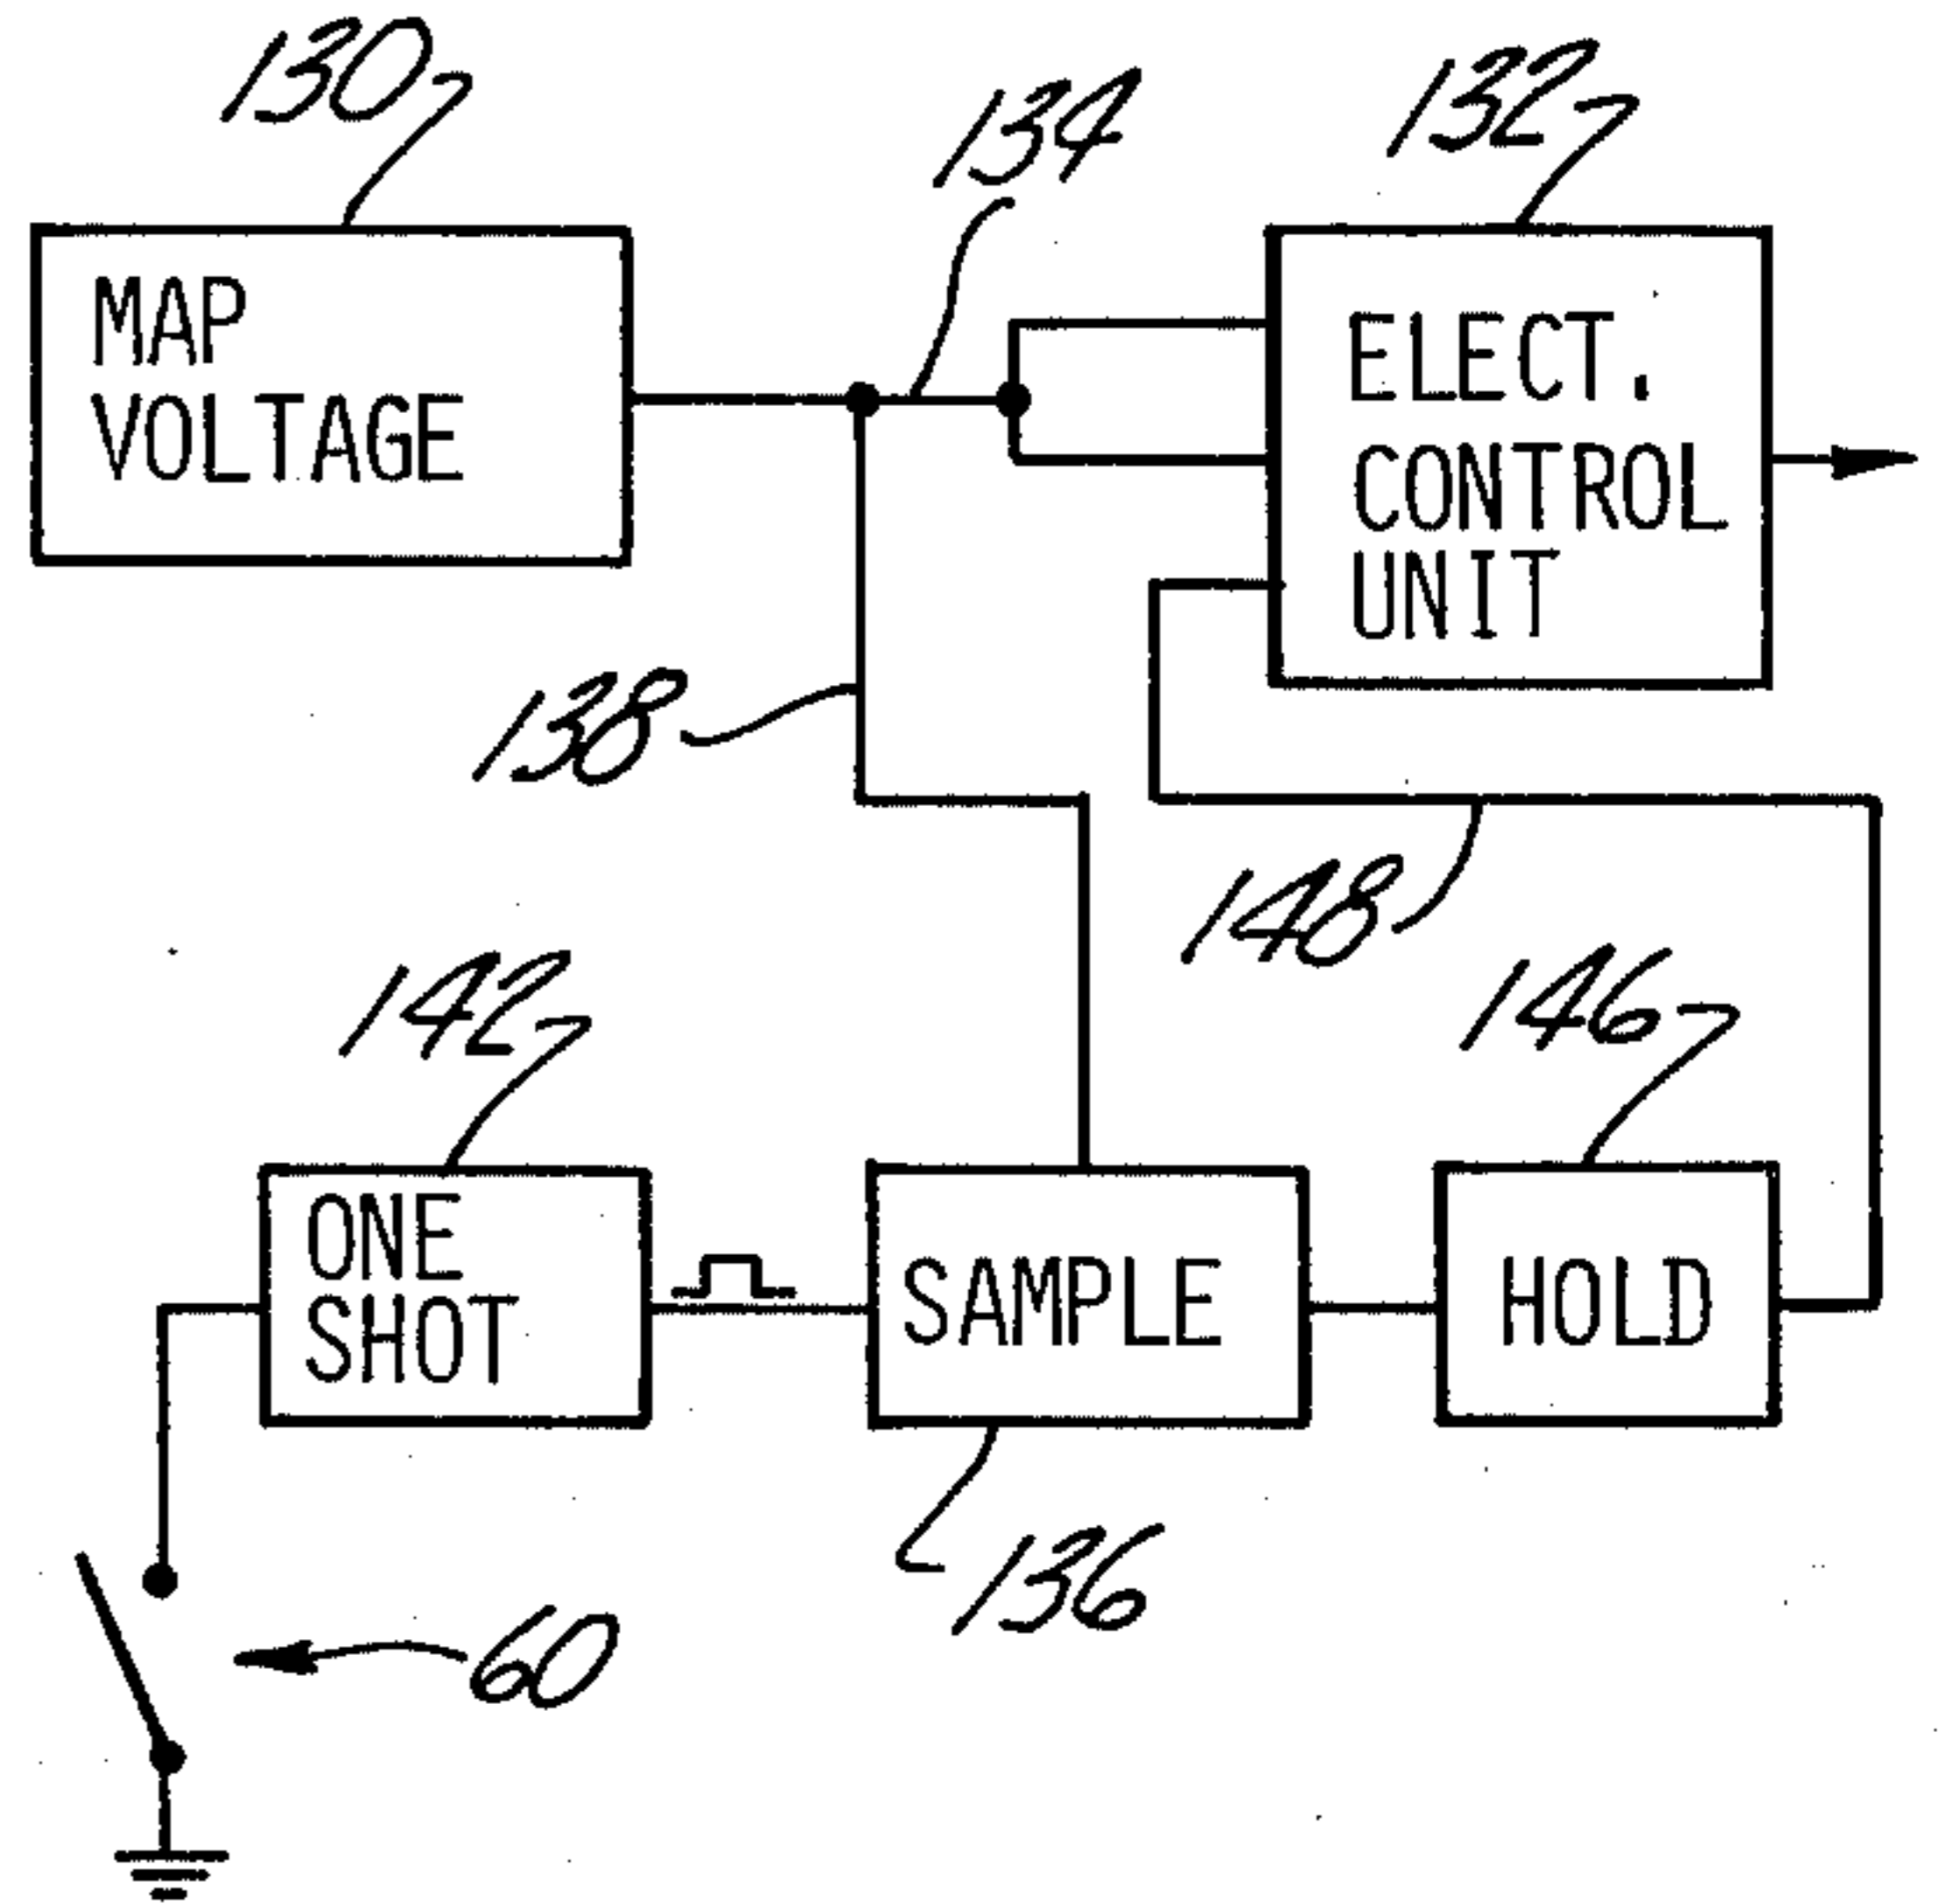 130
134
132
MAP
VOLTAGE
ELECT.
CONTROL
UNIT
138
148
142
146
ONE
SHOT
SAMPLE
HOLD
136
60